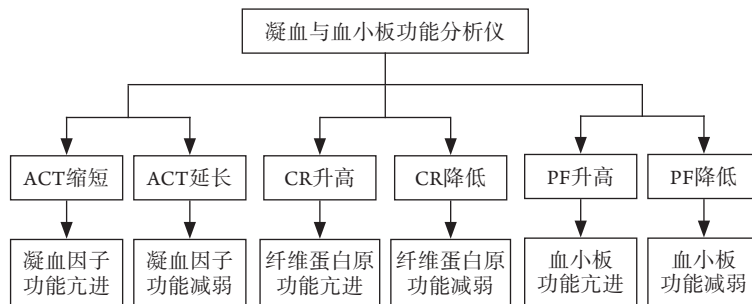 凝血与血小板功能分析仪
ACT缩短
ACT延长
CR升高
CR降低
PF升高
PF降低
凝血因子
功能亢进
凝血因子
功能减弱
纤维蛋白原
功能亢进
纤维蛋白原
功能减弱
血小板
功能亢进
血小板
功能减弱